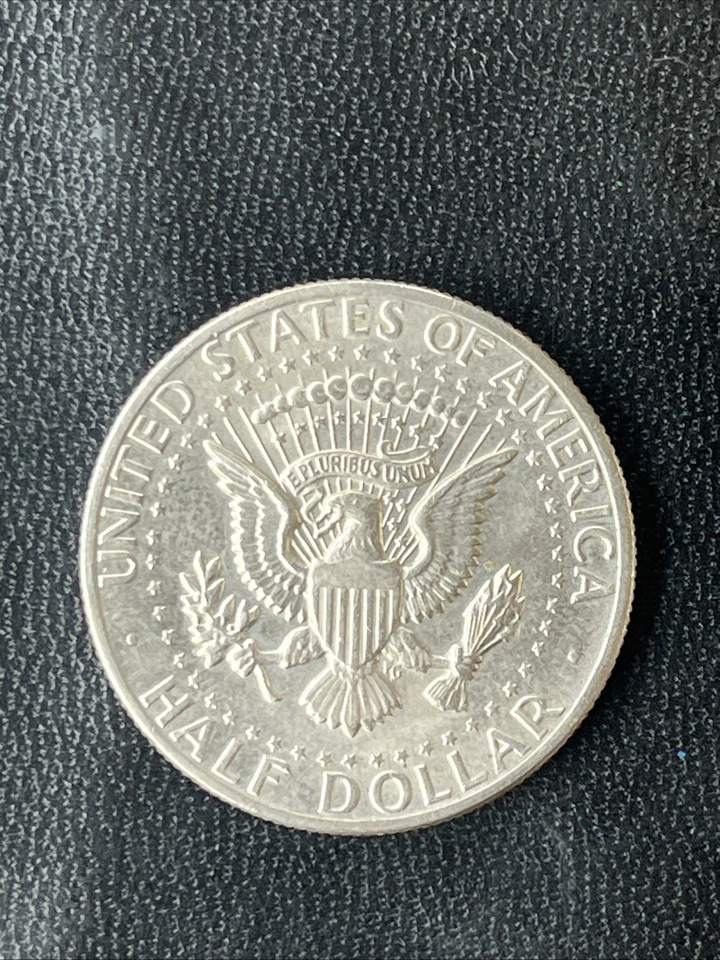 UNITED STATES OF AMERICA
E PLURIBUS UNUM
HALF DOLLAR